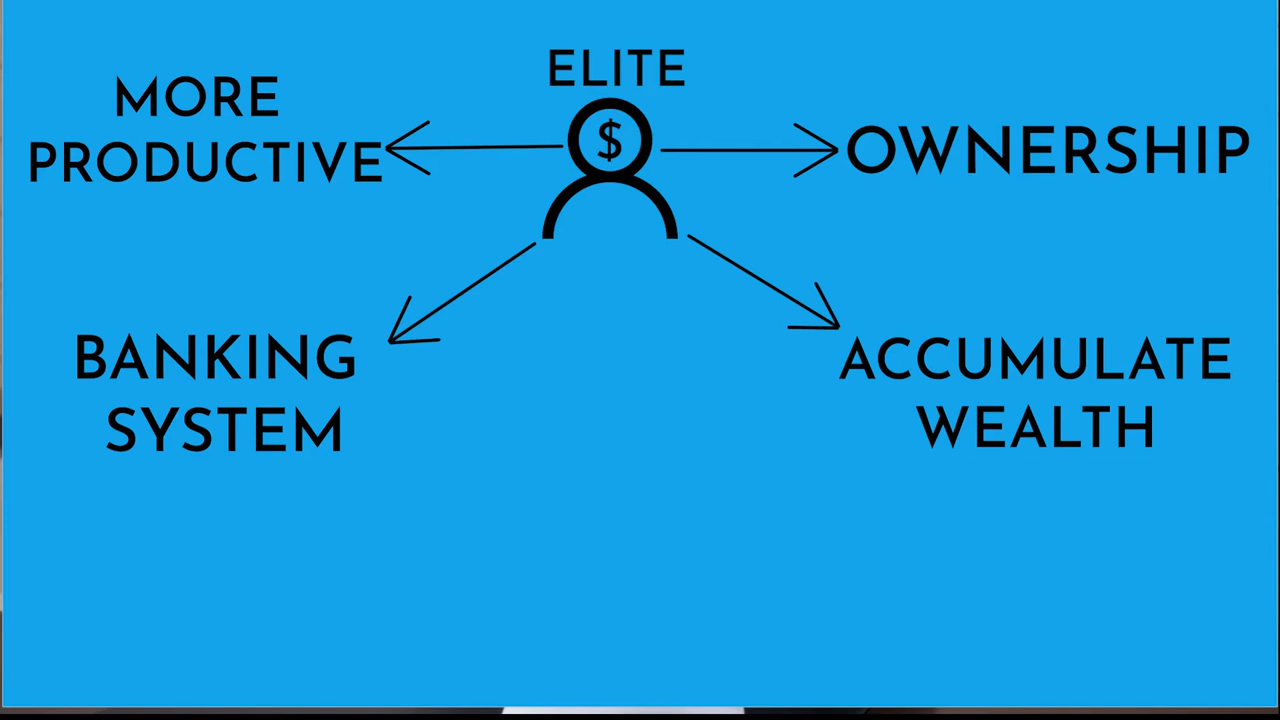 ELITE
MORE
PRODUCTIVE
$
OWNERSHIP
BANKING
SYSTEM
ACCUMULATE
WEALTH